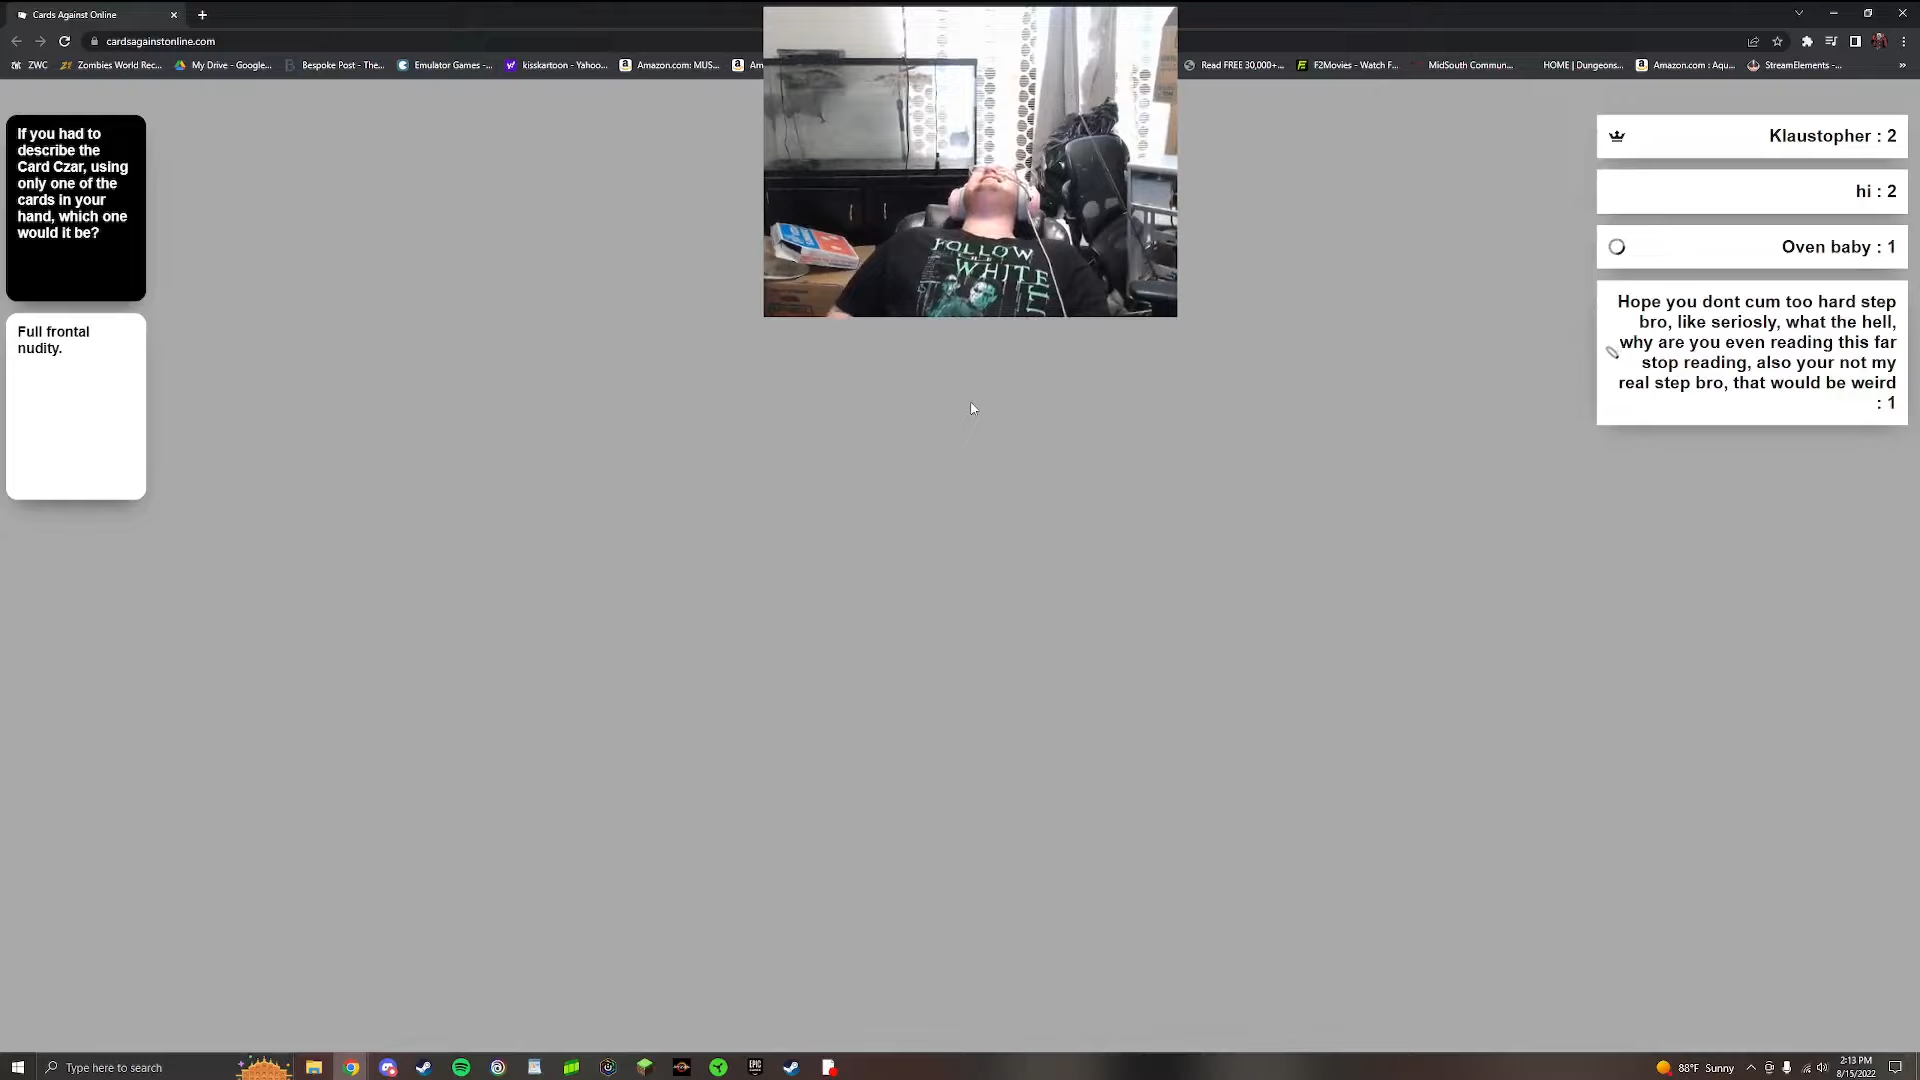 Cards Against Online
cardsagainstonline.com
ZWC
Zombies World Rec...
My Drive - Google...
Bespoke Post - The...
Emulator Games -...
kisskartoon - Yahoo...
Amazon.com: MUS...
Am
Read FREE 30,000+...
F2Movies - Watch F...
MidSouth Commun...
HOME | Dungeons...
Amazon.com : Aqu...
StreamElements -...
If you had to
describe the
Card Czar, using
only one of the
cards in your
hand, which one
would it be?
Full frontal
nudity.
FOLLOW
THE
WHITE
Klaustopher : 2
hi : 2
Oven baby : 1
Hope you dont cum too hard step
bro, like seriosly, what the hell,
why are you even reading this far
stop reading, also your not my
real step bro, that would be weird
: 1
Type here to search
EPIC
88°F Sunny
2:13 PM
8/15/2022